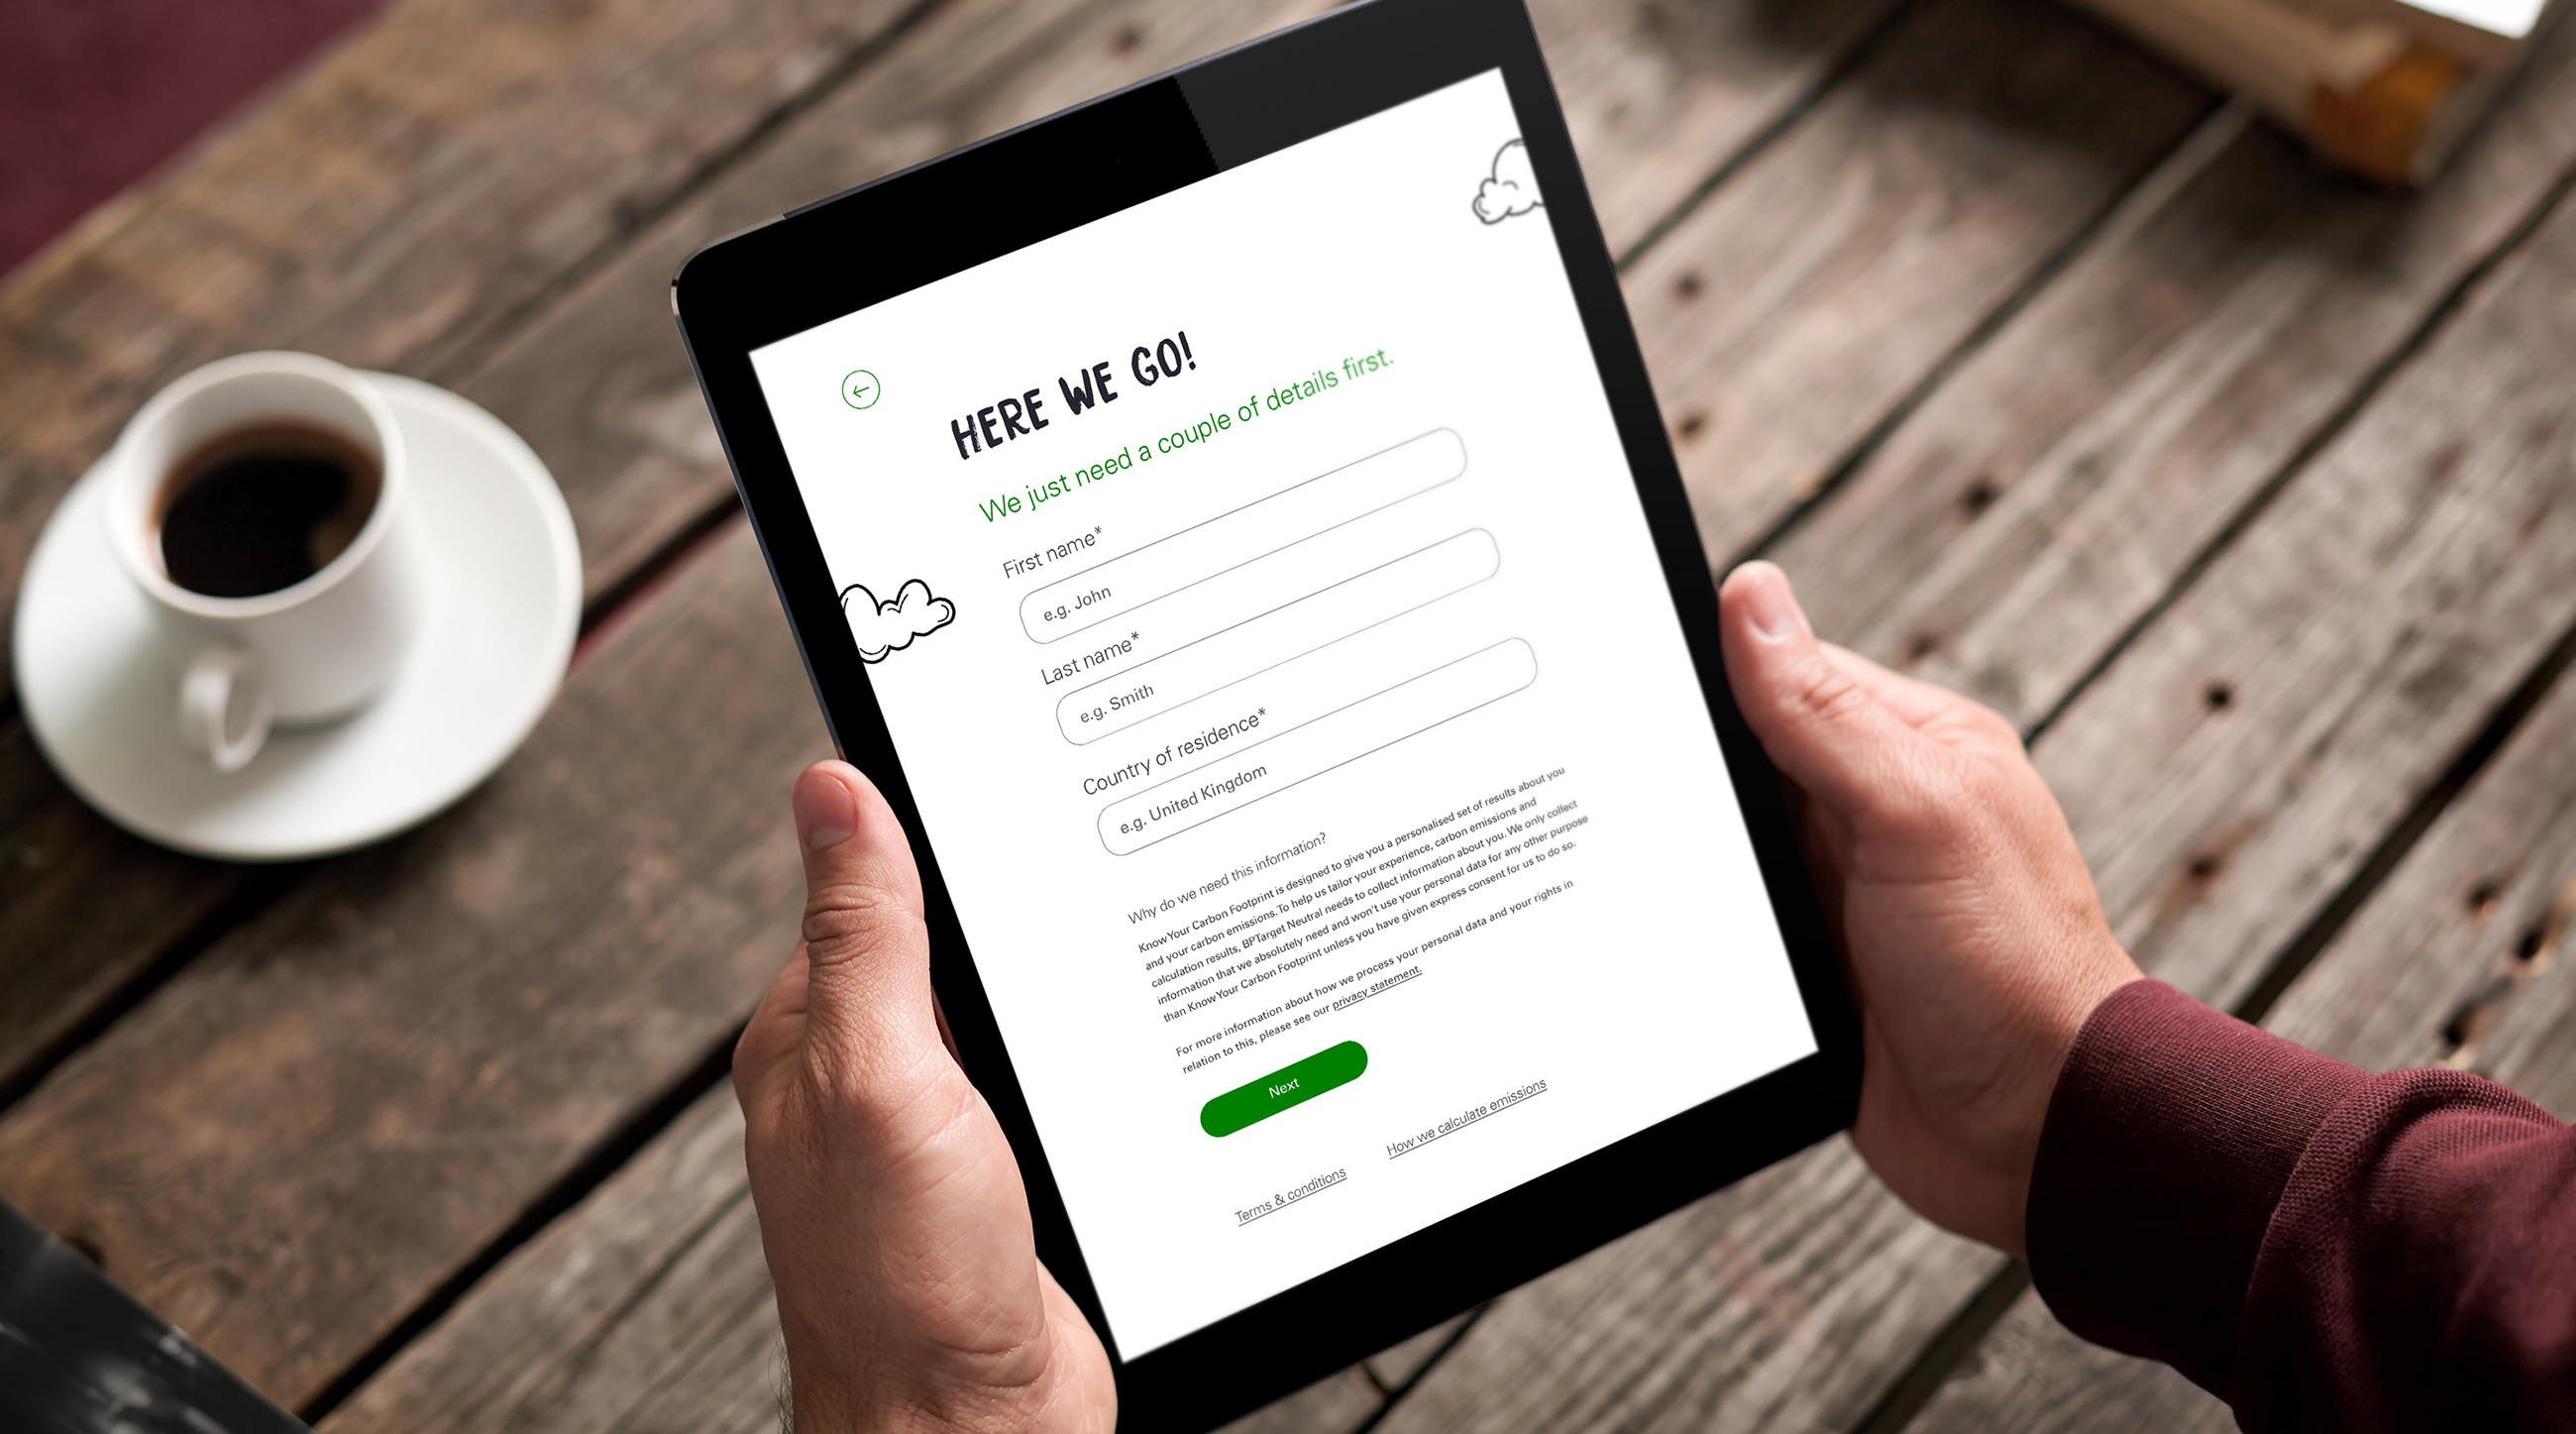 HERE WE GO!
We just need a couple of details first.
First name*
e.g. John
Last name*
e.g. Smith
Country of residence*
e.g. United Kingdom
Why do we need this information?
Know Your Carbon Footprint is designed to give you a personalised set of results about you
and your carbon emissions. To help us tailor your experience, carbon emissions and
calculation results, BPTarget Neutral needs to collect information about you. We only collect
information that we absolutely need and won't use your personal data for any other purpose
than Know Your Carbon Footprint unless you have given express consent for us to do so.
For more information about how we process your personal data and your rights in
relation to this, please see our privacy statement.
Next
Terms & conditions
How we calculate emissions